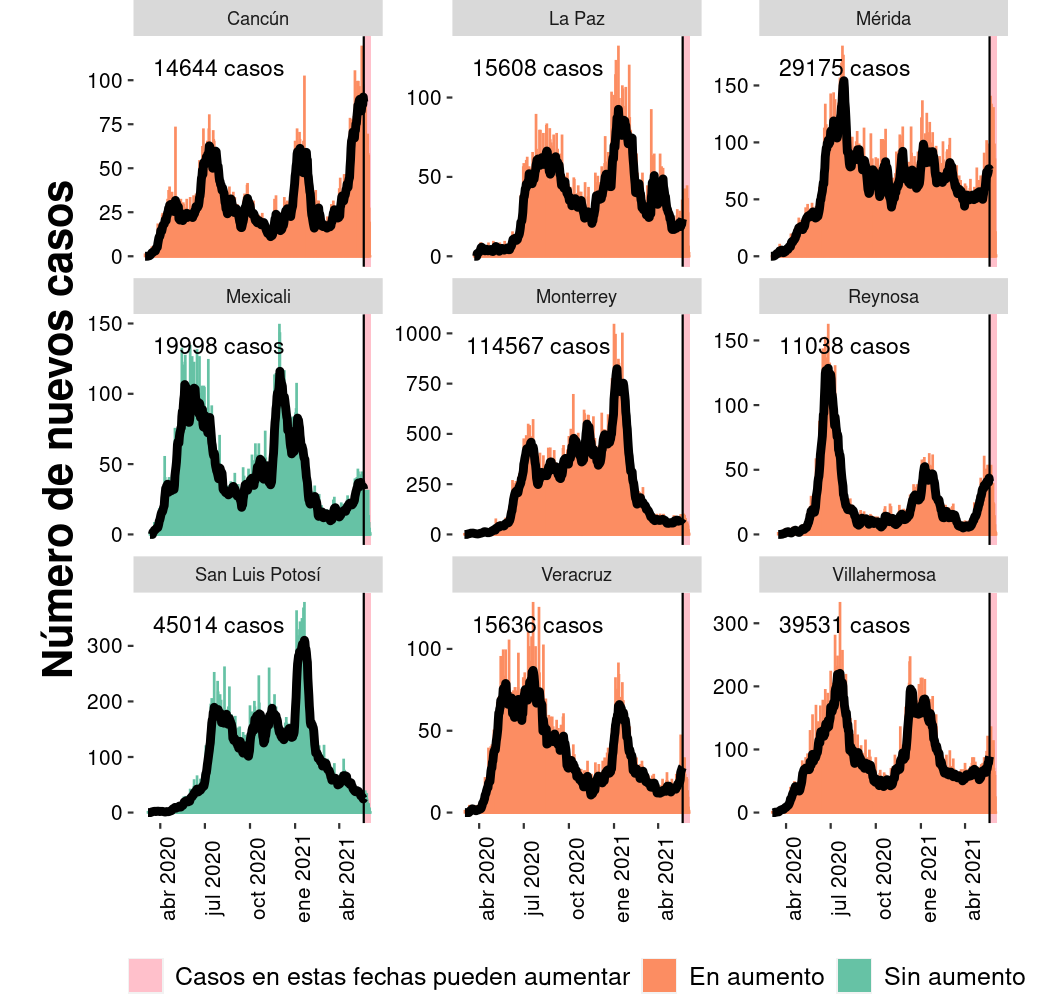 Número de nuevos casos
Cancún
14644 casos
100
75
50
25
0
La Paz
15608 casos
100
50
0
Mérida
29175 casos
150
100
50
0
Mexicali
19998 casos
150
100
50
0
Monterrey
114567 casos
1000
750
500
250
0
Reynosa
11038 casos
150
100
50
0
San Luis Potosí
45014 casos
300
200
100
0
abr 2020
jul 2020
oct 2020
ene 2021
abr 2021
Veracruz
15636 casos
100
50
0
abr 2020
jul 2020
oct 2020
ene 2021
abr 2021
Villahermosa
39531 casos
300
200
100
0
abr 2020
jul 2020
oct 2020
ene 2021
abr 2021
Casos en estas fechas pueden aumentar
En aumento
Sin aumento